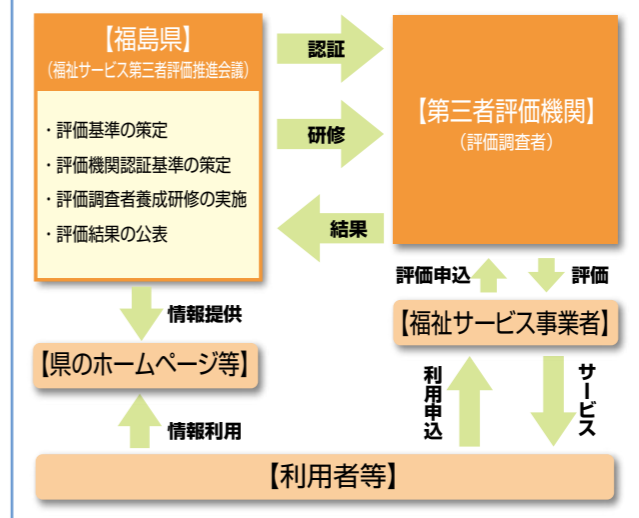 【福島県】
(福祉サービス第三者評価推進会議)
・評価基準の策定
・評価機関認証基準の策定
・評価調査者養成研修の実施
・評価結果の公表
認証
研修
結果
【第三者評価機関】
(評価調査者)
評価申込
評価
情報提供
【福祉サービス事業者】
【県のホームページ等】
利用申込
サービス
情報利用
【利用者等】